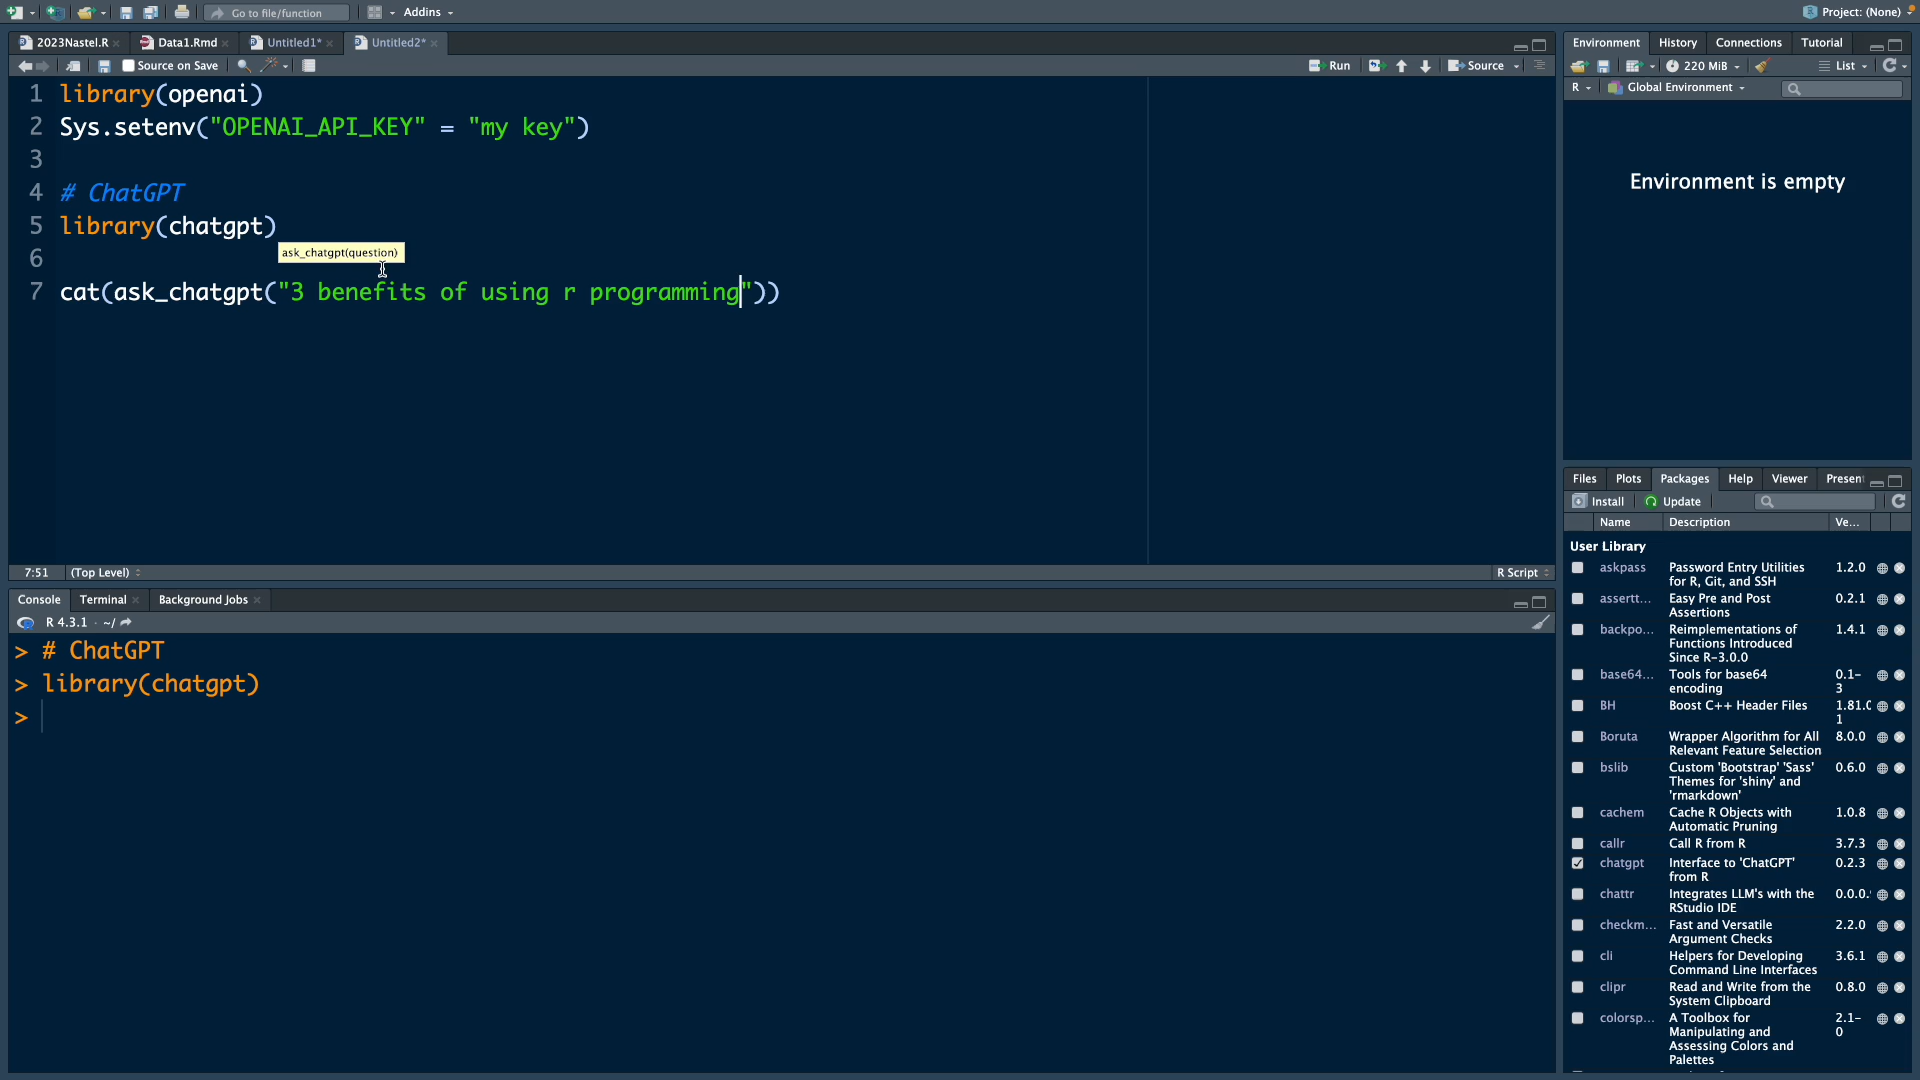 Go to file/function
Addins
Project: (None)
2023Nastel.R
Data1.Rmd
Untitled1*
Untitled2*
Source on Save
Run
Source
1 library(openai)
2 Sys.setenv("OPENAI_API_KEY" = "my key")
3
4 # ChatGPT
5 library(chatgpt)
ask_chatgpt(question)
6
7 cat(ask_chatgpt("3 benefits of using r programming"))
7:51
(Top Level)
R Script
Console
Terminal
Background Jobs
R 4.3.1 · ~/
> # ChatGPT
> library(chatgpt)
>
Environment
History
Connections
Tutorial
220 MiB
List
R
Global Environment
Environment is empty
Files
Plots
Packages
Help
Viewer
Presen
Install
Update
Name
Description
Ve...
User Library
askpass Password Entry Utilities 1.2.0
for R, Git, and SSH
assertt... Easy Pre and Post 0.2.1
Assertions
backpo... Reimplementations of 1.4.1
Functions Introduced
Since R-3.0.0
base64... Tools for base64 0.1-
encoding 3
BH Boost C++ Header Files 1.81.0
1
Boruta Wrapper Algorithm for All 8.0.0
Relevant Feature Selection
bslib Custom 'Bootstrap' 'Sass' 0.6.0
Themes for 'shiny' and
'rmarkdown'
cachem Cache R Objects with 1.0.8
Automatic Pruning
callr Call R from R 3.7.3
chatgpt Interface to 'ChatGPT' 0.2.3
from R
chattr Integrates LLM's with the 0.0.0.
RStudio IDE
checkm... Fast and Versatile 2.2.0
Argument Checks
cli Helpers for Developing 3.6.1
Command Line Interfaces
clipr Read and Write from the 0.8.0
System Clipboard
colorsp... A Toolbox for 2.1-
Manipulating and 0
Assessing Colors and
Palettes